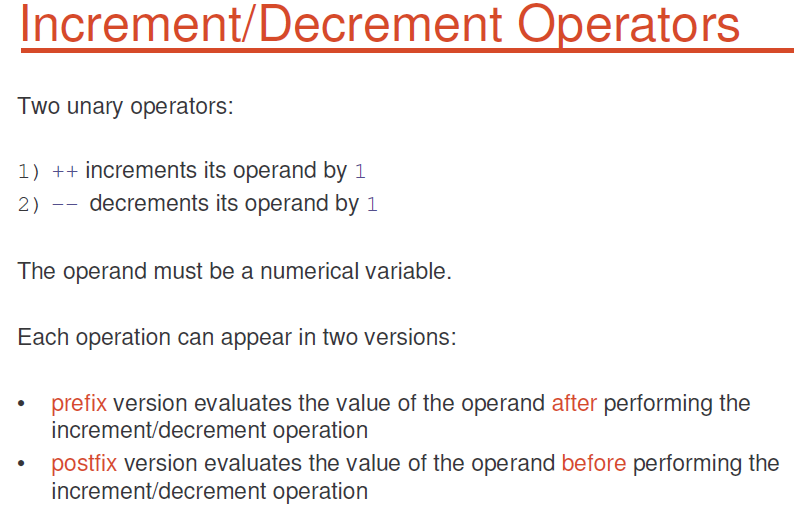 Increment/Decrement Operators
Two unary operators:
1) ++ increments its operand by 1
2) -- decrements its operand by 1
The operand must be a numerical variable.
Each operation can appear in two versions:
• prefix version evaluates the value of the operand after performing the
increment/decrement operation
• postfix version evaluates the value of the operand before performing the
increment/decrement operation